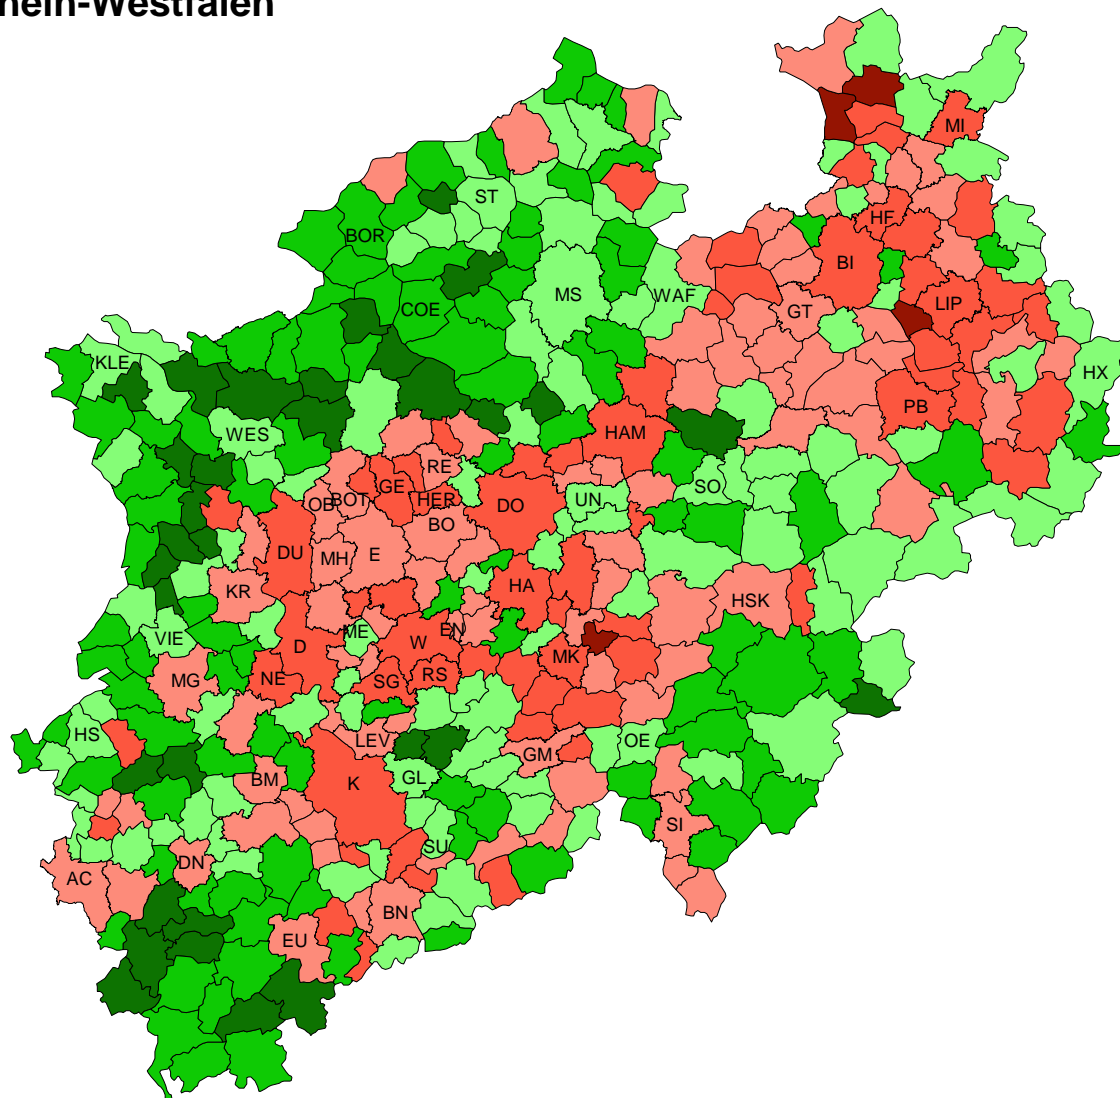 hein-Westfalen
MI
ST
HF
BOR
BI
MS
WAF
LIP
COE
GT
KLE
HX
PB
WES
HAM
RE
GE
SO
BOT
HER
UN
OB
DO
BO
DU
MH
E
HA
KR
HSK
ME
EN
VIE
W
D
MK
RS
NE
MG
SG
HS
LEV
OE
GM
BM
GL
K
SI
SU
DN
AC
BN
EU